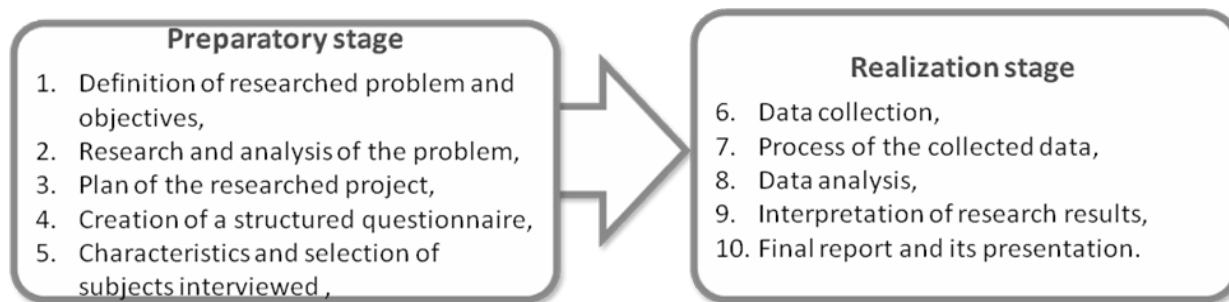 Preparatory stage
1. Definition of researched problem and
objectives,
2. Research and analysis of the problem,
3. Plan of the researched project,
4. Creation of a structured questionnaire,
5. Characteristics and selection of
subjects interviewed ,
Realization stage
6. Data collection,
7. Process of the collected data,
8. Data analysis,
9. Interpretation of research results,
10. Final report and its presentation.